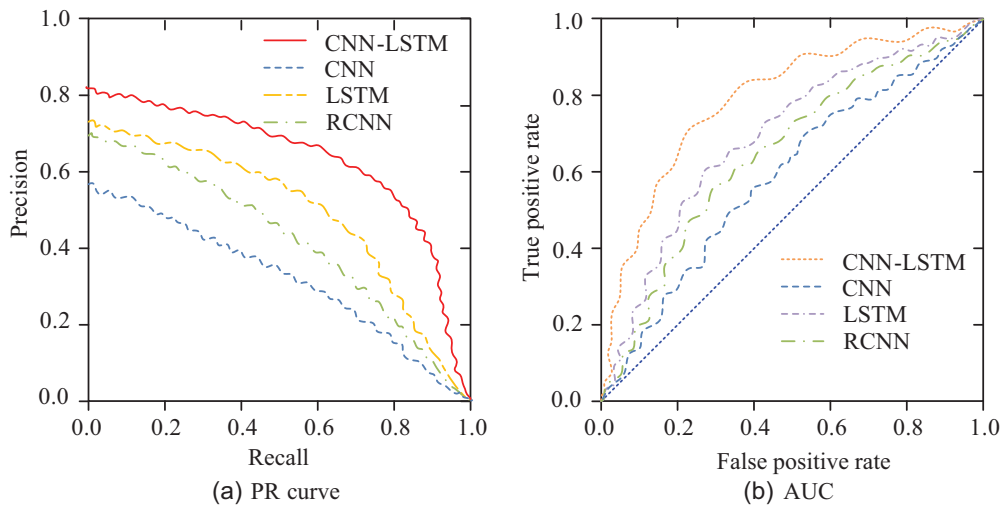 1.0
0.8
0.6
0.4
0.2
0.0
Precision
CNN-LSTM
CNN
LSTM
RCNN
0.0 0.2 0.4 0.6 0.8 1.0
Recall
(a) PR curve
1.0
0.8
0.6
0.4
0.2
0.0
True positive rate
CNN-LSTM
CNN
LSTM
RCNN
0.0 0.2 0.4 0.6 0.8 1.0
False positive rate
(b) AUC